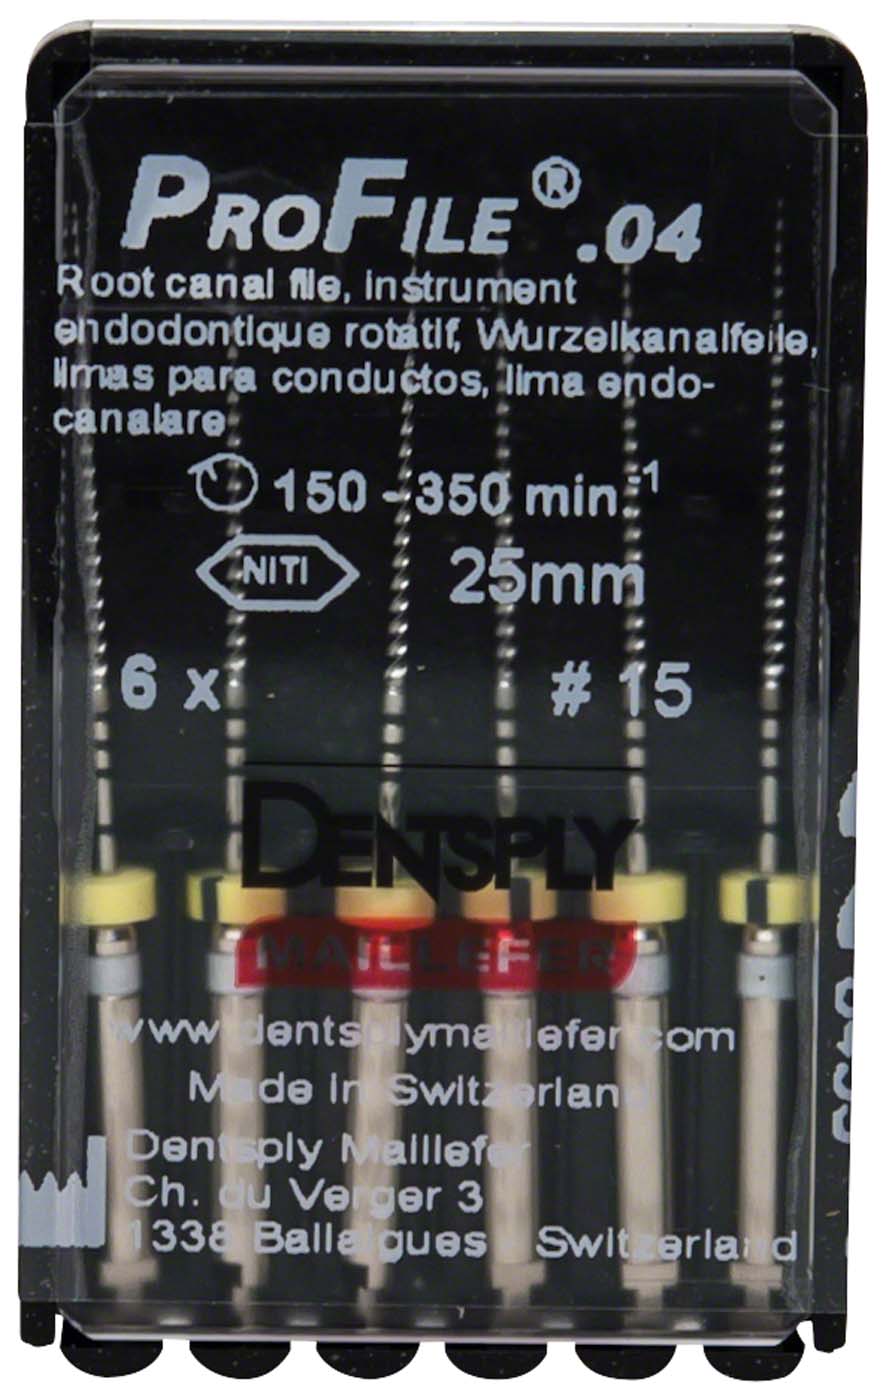 PROFILE® .04
Root canal file, instrument
endodontique rotatif, Wurzelkanalfeile,
limas para conductos, lima endo-
canalare
150 - 350 min.-1
NITI 25mm
6 x # 15
DENTSPLY
MAILLEFER
www.dentsplymaillefer.com
Made in Switzerland
Dentsply Maillefer
Ch. du Verger 3
1338 Ballaigues - Switzerland